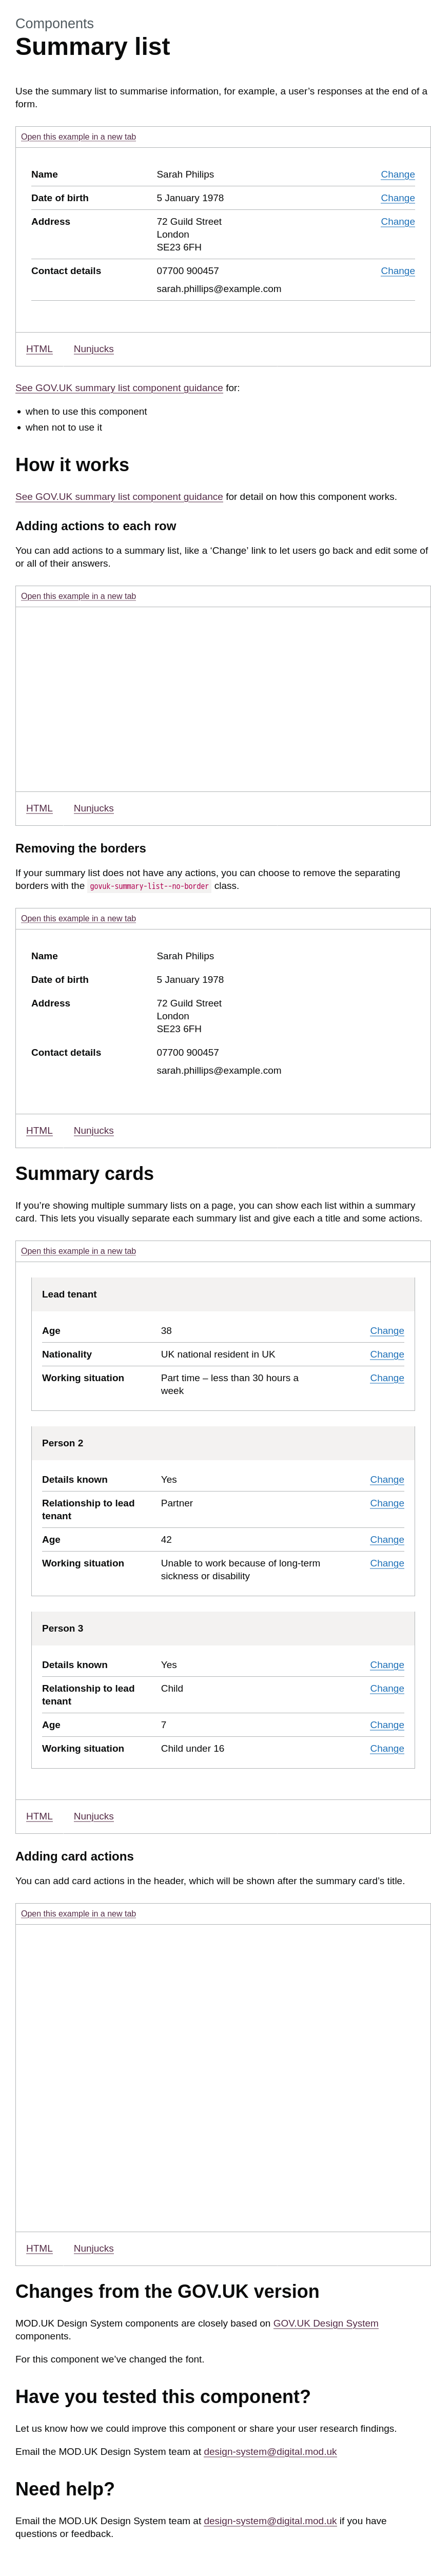 Components
Summary list
Use the summary list to summarise information, for example, a user’s responses at the end of a
form.
Open this example in a new tab
Name Sarah Philips Change
Date of birth 5 January 1978 Change
Address 72 Guild Street Change
London
SE23 6FH
Contact details 07700 900457 Change
sarah.phillips@example.com
HTML Nunjucks
See GOV.UK summary list component guidance for:
• when to use this component
• when not to use it
How it works
See GOV.UK summary list component guidance for detail on how this component works.
Adding actions to each row
You can add actions to a summary list, like a ‘Change’ link to let users go back and edit some of
or all of their answers.
Open this example in a new tab
HTML Nunjucks
Removing the borders
If your summary list does not have any actions, you can choose to remove the separating
borders with the govuk-summary-list--no-border class.
Open this example in a new tab
Name Sarah Philips
Date of birth 5 January 1978
Address 72 Guild Street
London
SE23 6FH
Contact details 07700 900457
sarah.phillips@example.com
HTML Nunjucks
Summary cards
If you’re showing multiple summary lists on a page, you can show each list within a summary
card. This lets you visually separate each summary list and give each a title and some actions.
Open this example in a new tab
Lead tenant
Age 38 Change
Nationality UK national resident in UK Change
Working situation Part time – less than 30 hours a Change
week
Person 2
Details known Yes Change
Relationship to lead Partner Change
tenant
Age 42 Change
Working situation Unable to work because of long-term Change
sickness or disability
Person 3
Details known Yes Change
Relationship to lead Child Change
tenant
Age 7 Change
Working situation Child under 16 Change
HTML Nunjucks
Adding card actions
You can add card actions in the header, which will be shown after the summary card’s title.
Open this example in a new tab
HTML Nunjucks
Changes from the GOV.UK version
MOD.UK Design System components are closely based on GOV.UK Design System
components.
For this component we’ve changed the font.
Have you tested this component?
Let us know how we could improve this component or share your user research findings.
Email the MOD.UK Design System team at design-system@digital.mod.uk
Need help?
Email the MOD.UK Design System team at design-system@digital.mod.uk if you have
questions or feedback.